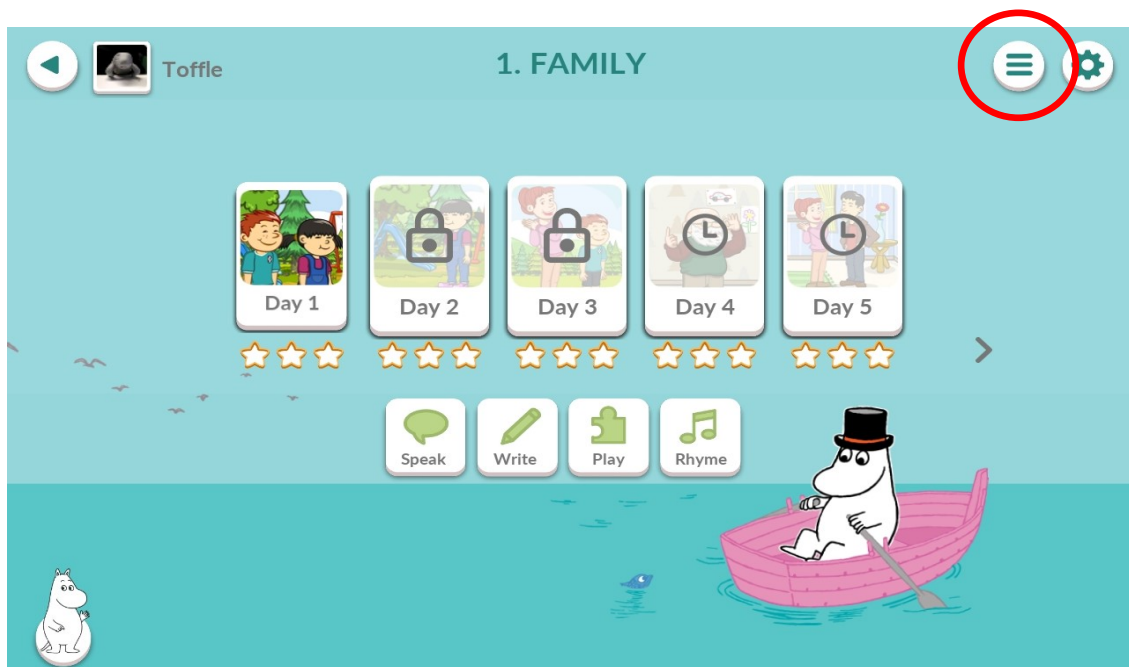 Toffle
1. FAMILY
Day 1
Day 2
Day 3
Day 4
Day 5
Speak
Write
Play
Rhyme